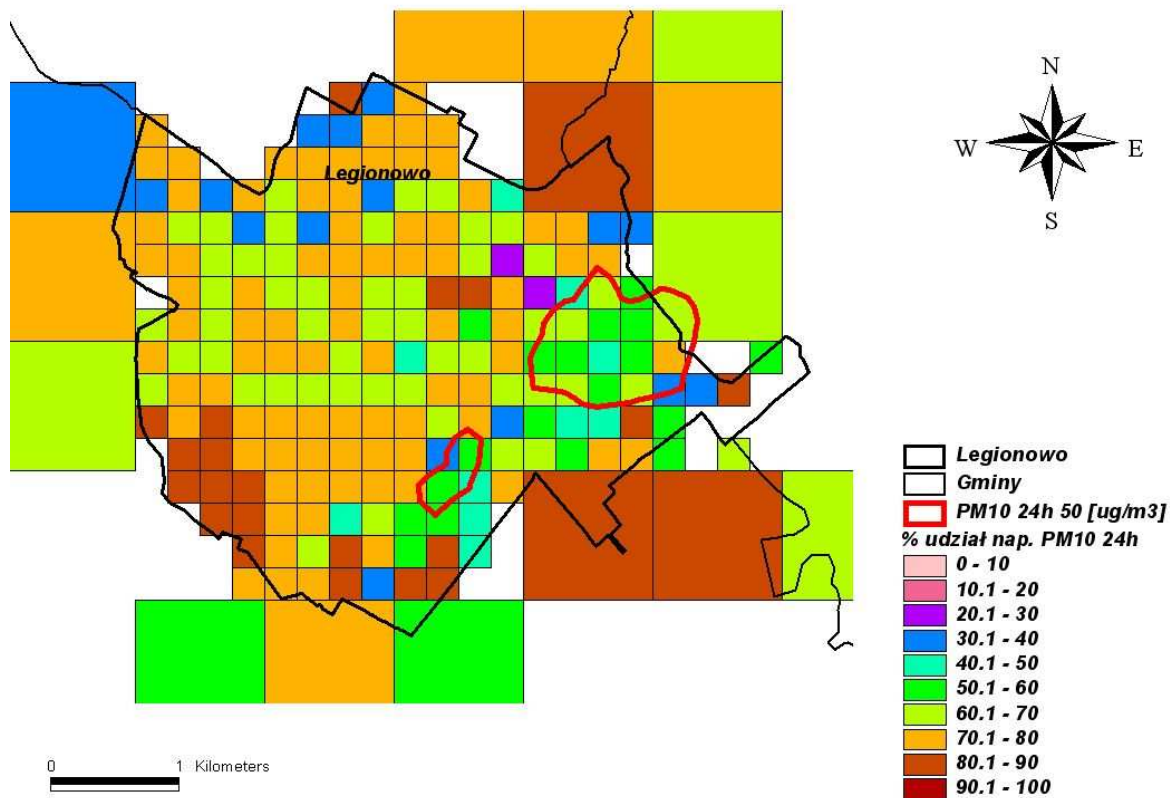 N
W
E
S
Legionowo
Legionowo
Gminy
PM10 24h 50 [ug/m3]
% udział nap. PM10 24h
0 - 10
10.1 - 20
20.1 - 30
30.1 - 40
40.1 - 50
50.1 - 60
60.1 - 70
70.1 - 80
80.1 - 90
90.1 - 100
0 1 Kilometers